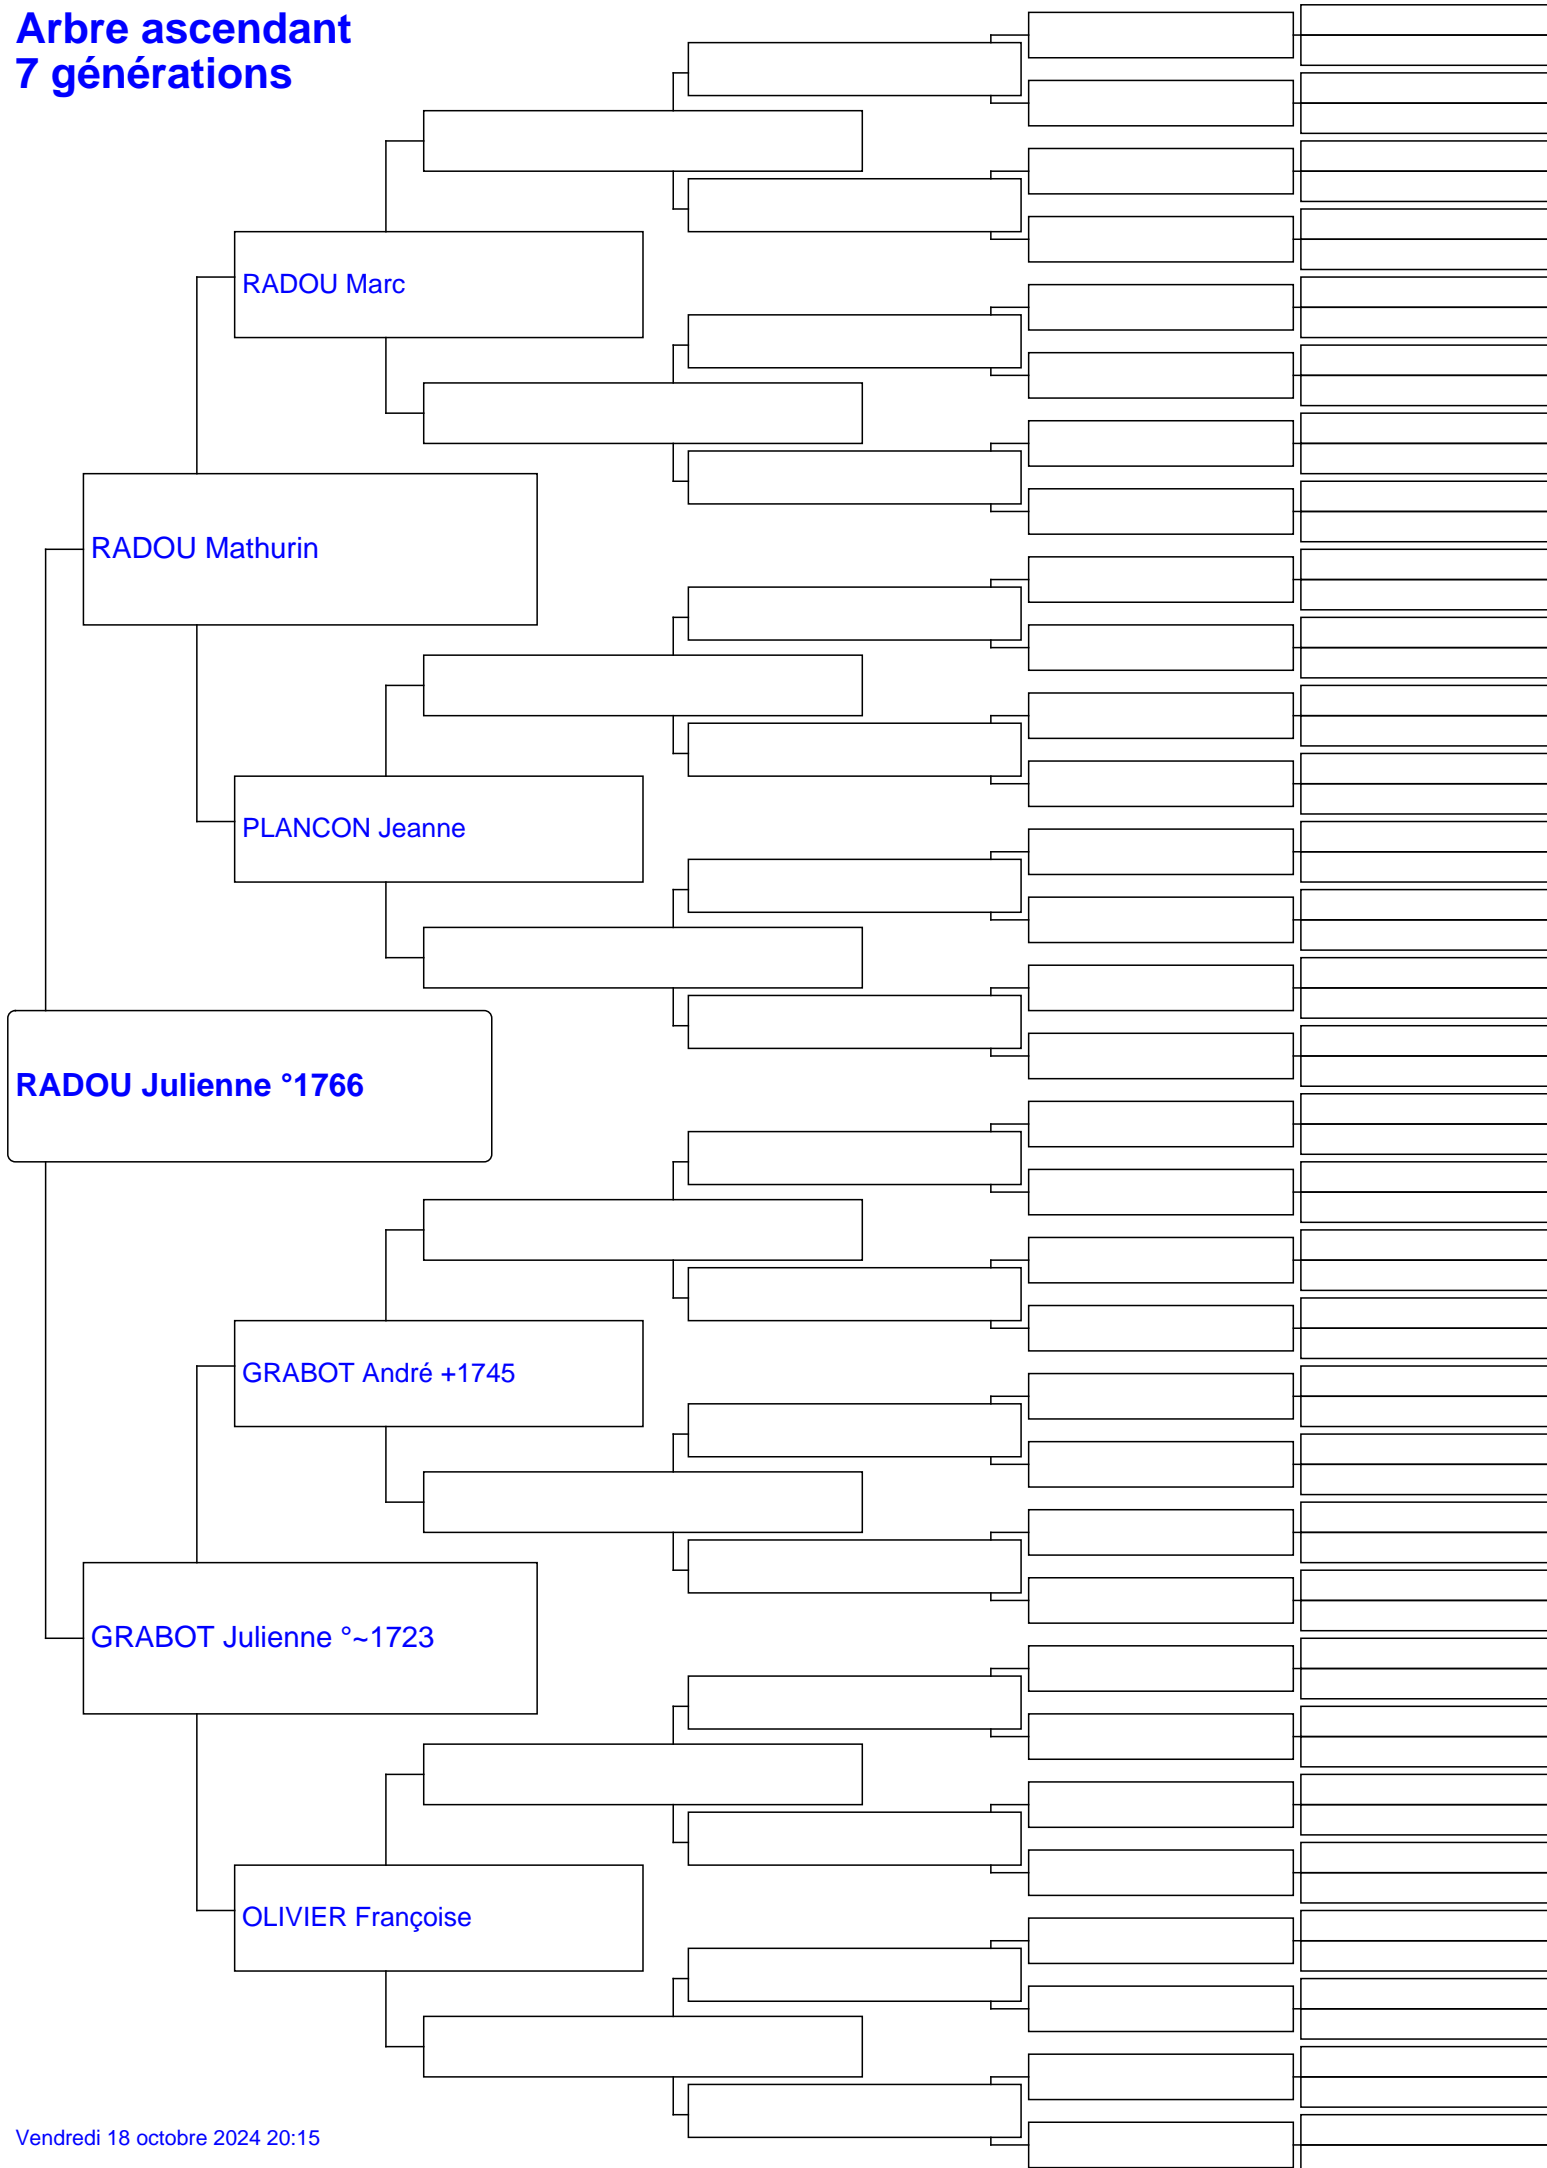 Arbre ascendant
7 générations
RADOU Marc
RADOU Mathurin
PLANCON Jeanne
RADOU Julienne °1766
GRABOT André +1745
GRABOT Julienne °~1723
OLIVIER Françoise
Vendredi 18 octobre 2024 20:15